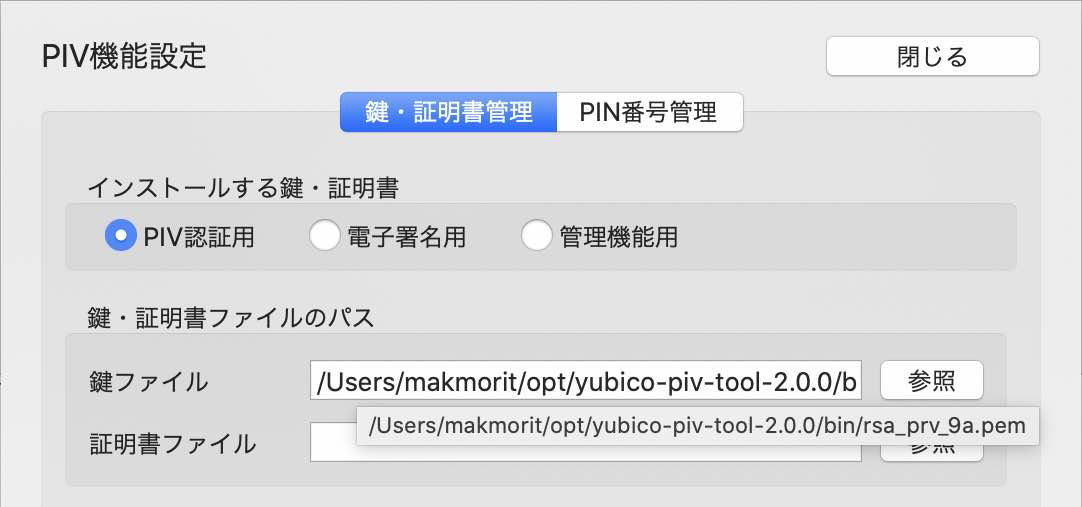 PIV機能設定
閉じる
鍵・証明書管理
PIN番号管理
インストールする鍵・証明書
PIV認証用
電子署名用
管理機能用
鍵・証明書ファイルのパス
鍵ファイル
/Users/makmorit/opt/yubico-piv-tool-2.0.0/b
参照
/Users/makmorit/opt/yubico-piv-tool-2.0.0/bin/rsa_prv_9a.pem
証明書ファイル
参照